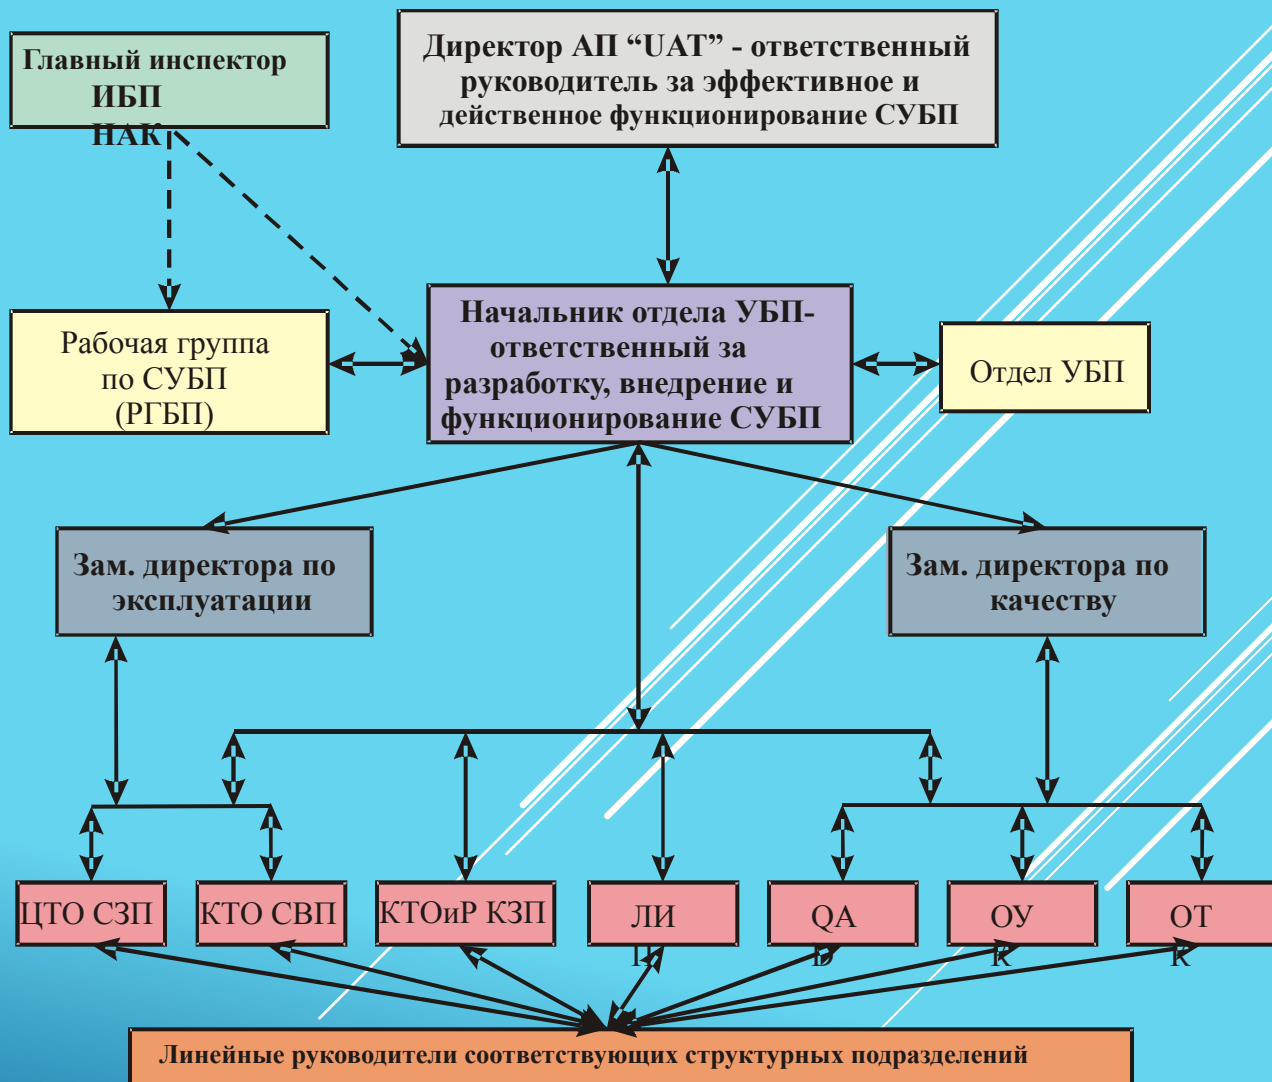 Главный инспектор
ИБП
НАК
Директор АП “UAT” - ответственный
руководитель за эффективное и
действенное функционирование СУБП
Рабочая группа
по СУБП
(РГБП)
Начальник отдела УБП-
ответственный за
разработку, внедрение и
функционирование СУБП
Отдел УБП
Зам. директора по
эксплуатации
Зам. директора по
качеству
ЦТО СЗП
КТО СВП
КТОиР КЗП
ЛИ
QA
D
ОУ
К
ОТ
К
Линейные руководители соответствующих структурных подразделений